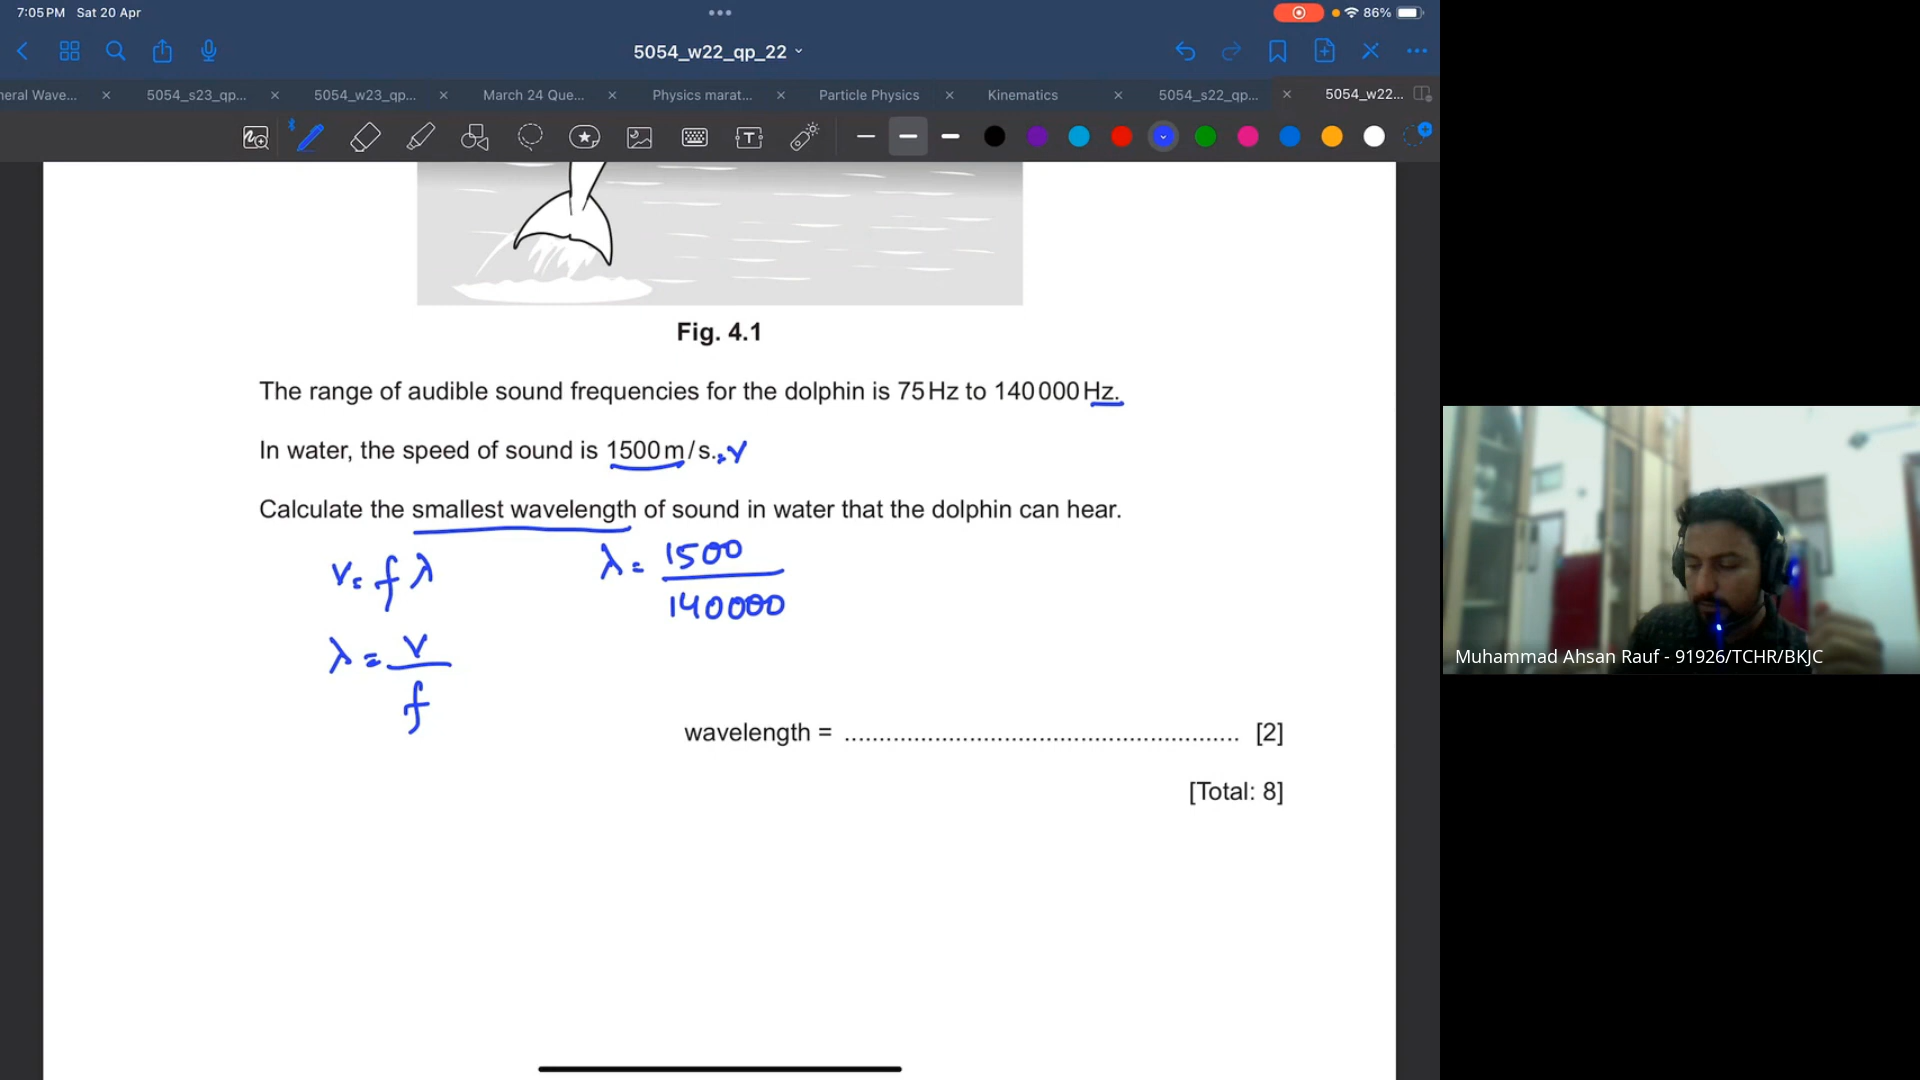 7:05 PM Sat 20 Apr
86%
5054_w22_qp_22
neral Wave...
5054_s23_qp...
5054_w23_qp...
March 24 Que...
Physics marat...
Particle Physics
Kinematics
5054_s22_qp...
5054_w22...
Fig. 4.1
The range of audible sound frequencies for the dolphin is 75 Hz to 140 000 Hz.
In water, the speed of sound is 1500 m / s. = v
Calculate the smallest wavelength of sound in water that the dolphin can hear.
v = f λ
λ = 1500
140000
λ = v
f
wavelength = ......................................................... [2]
[Total: 8]
Muhammad Ahsan Rauf - 91926/TCHR/BKJC